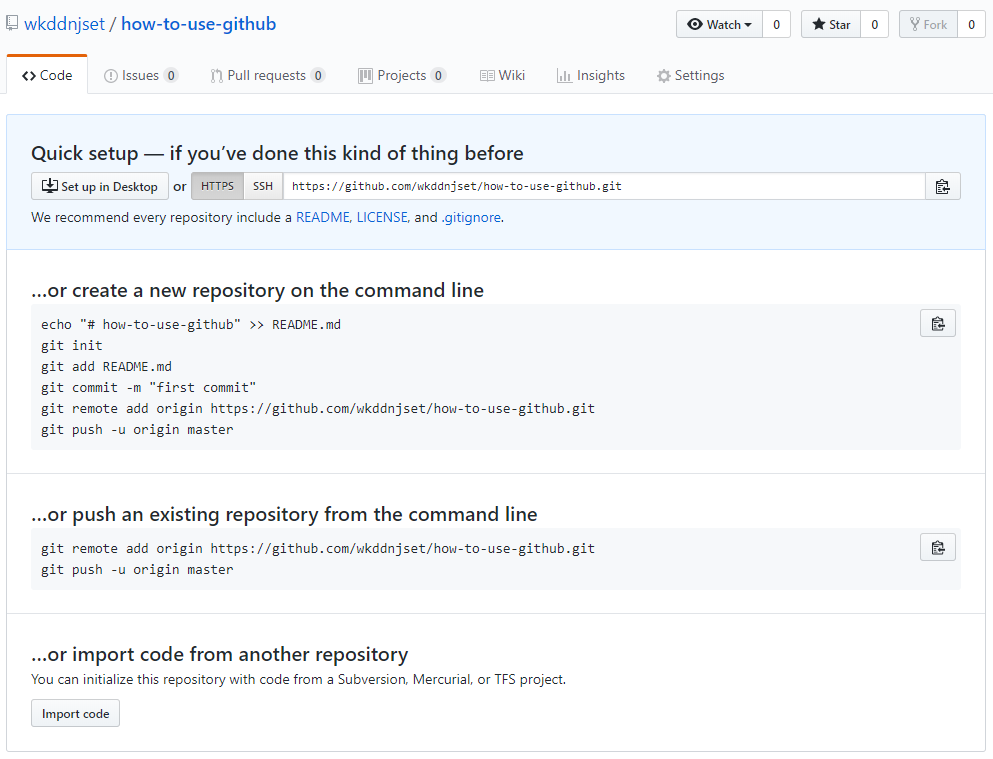 wkddnjset / how-to-use-github
Watch 0 Star 0 Fork 0
Code Issues 0 Pull requests 0 Projects 0 Wiki Insights Settings
Quick setup — if you’ve done this kind of thing before
Set up in Desktop or HTTPS SSH https://github.com/wkddnjset/how-to-use-github.git
We recommend every repository include a README, LICENSE, and .gitignore.
…or create a new repository on the command line
echo "# how-to-use-github" >> README.md
git init
git add README.md
git commit -m "first commit"
git remote add origin https://github.com/wkddnjset/how-to-use-github.git
git push -u origin master
…or push an existing repository from the command line
git remote add origin https://github.com/wkddnjset/how-to-use-github.git
git push -u origin master
…or import code from another repository
You can initialize this repository with code from a Subversion, Mercurial, or TFS project.
Import code